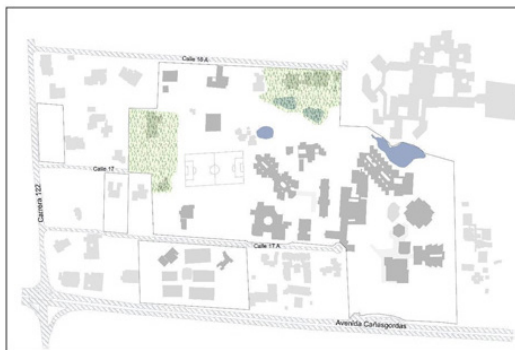 Calle 18 A
Calle 17
Carrera 122
Calle 17 A
Avenida Cañasgordas